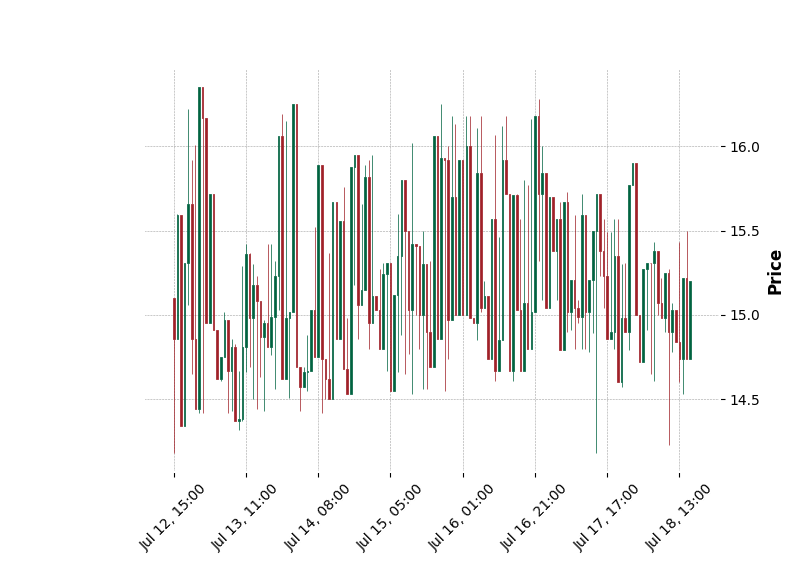 16.0
15.5
15.0
14.5
Price
Jul 12, 15:00
Jul 13, 11:00
Jul 14, 08:00
Jul 15, 05:00
Jul 16, 01:00
Jul 16, 21:00
Jul 17, 17:00
Jul 18, 13:00